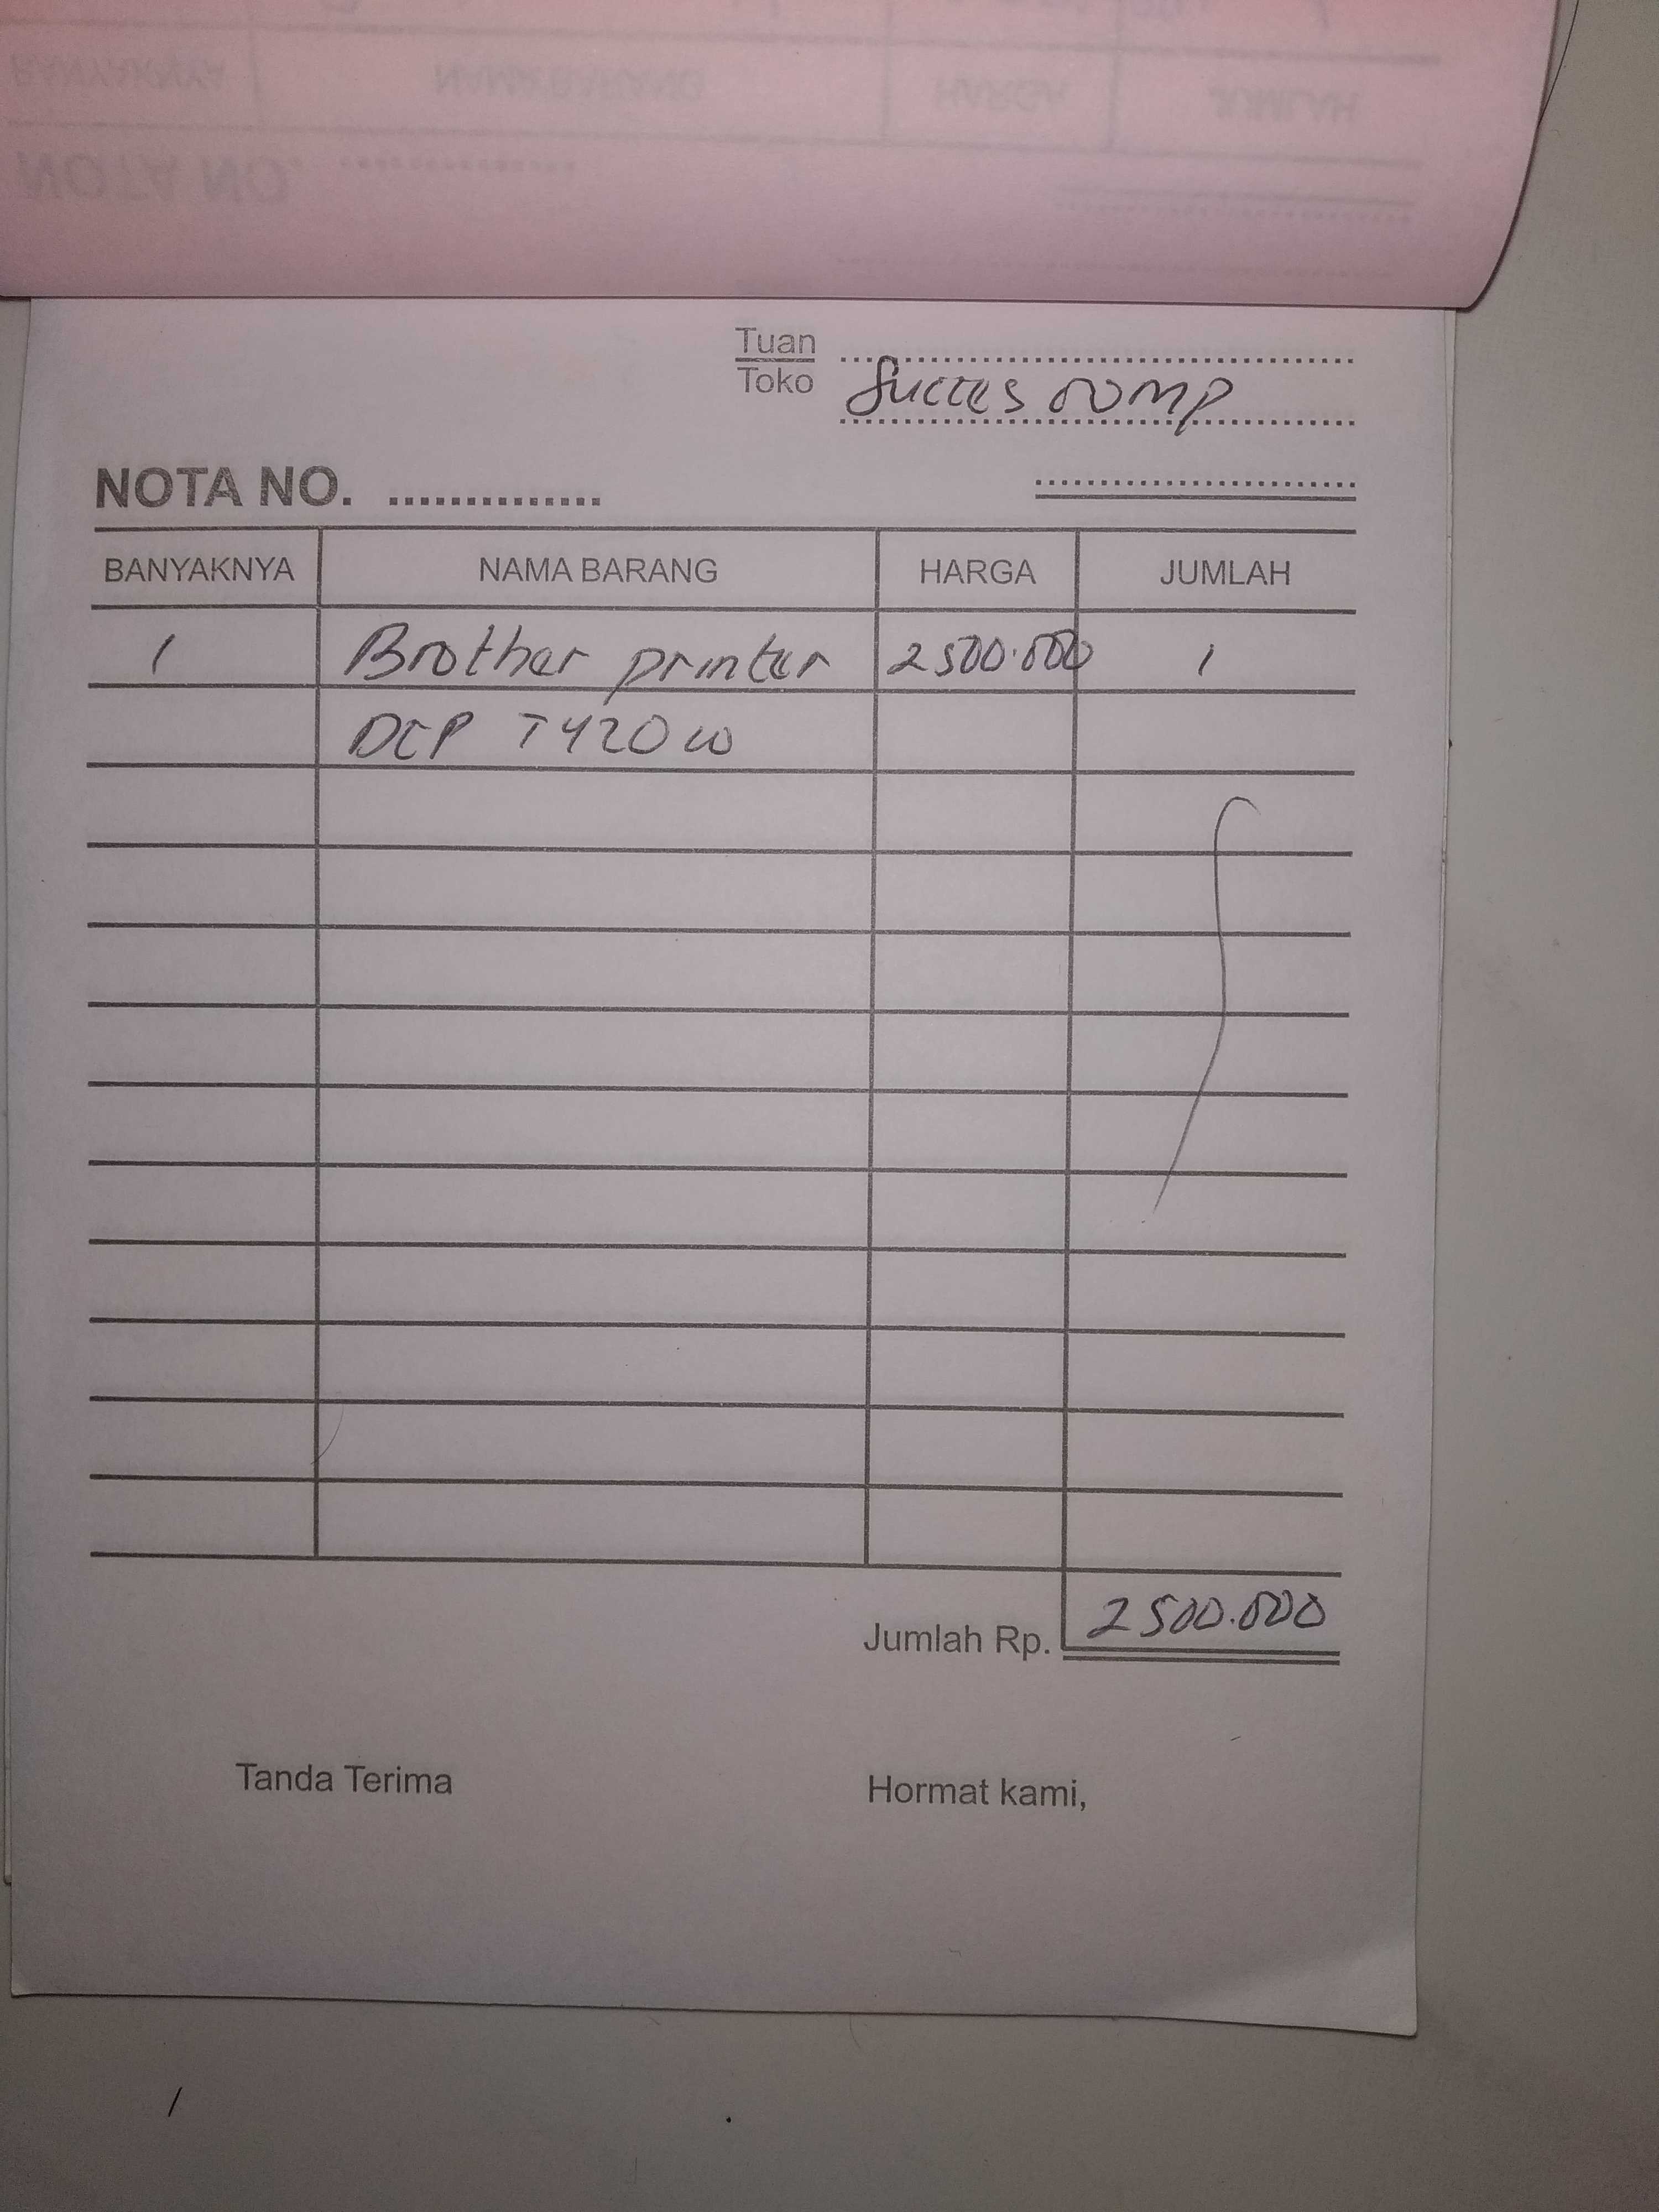 Tuan
Toko Succes comp
NOTA NO. ...............
BANYAKNYA NAMA BARANG HARGA JUMLAH
1 Brother printer 2500.000 1
DCP T420w
Jumlah Rp. 2500.000
Tanda Terima Hormat kami,